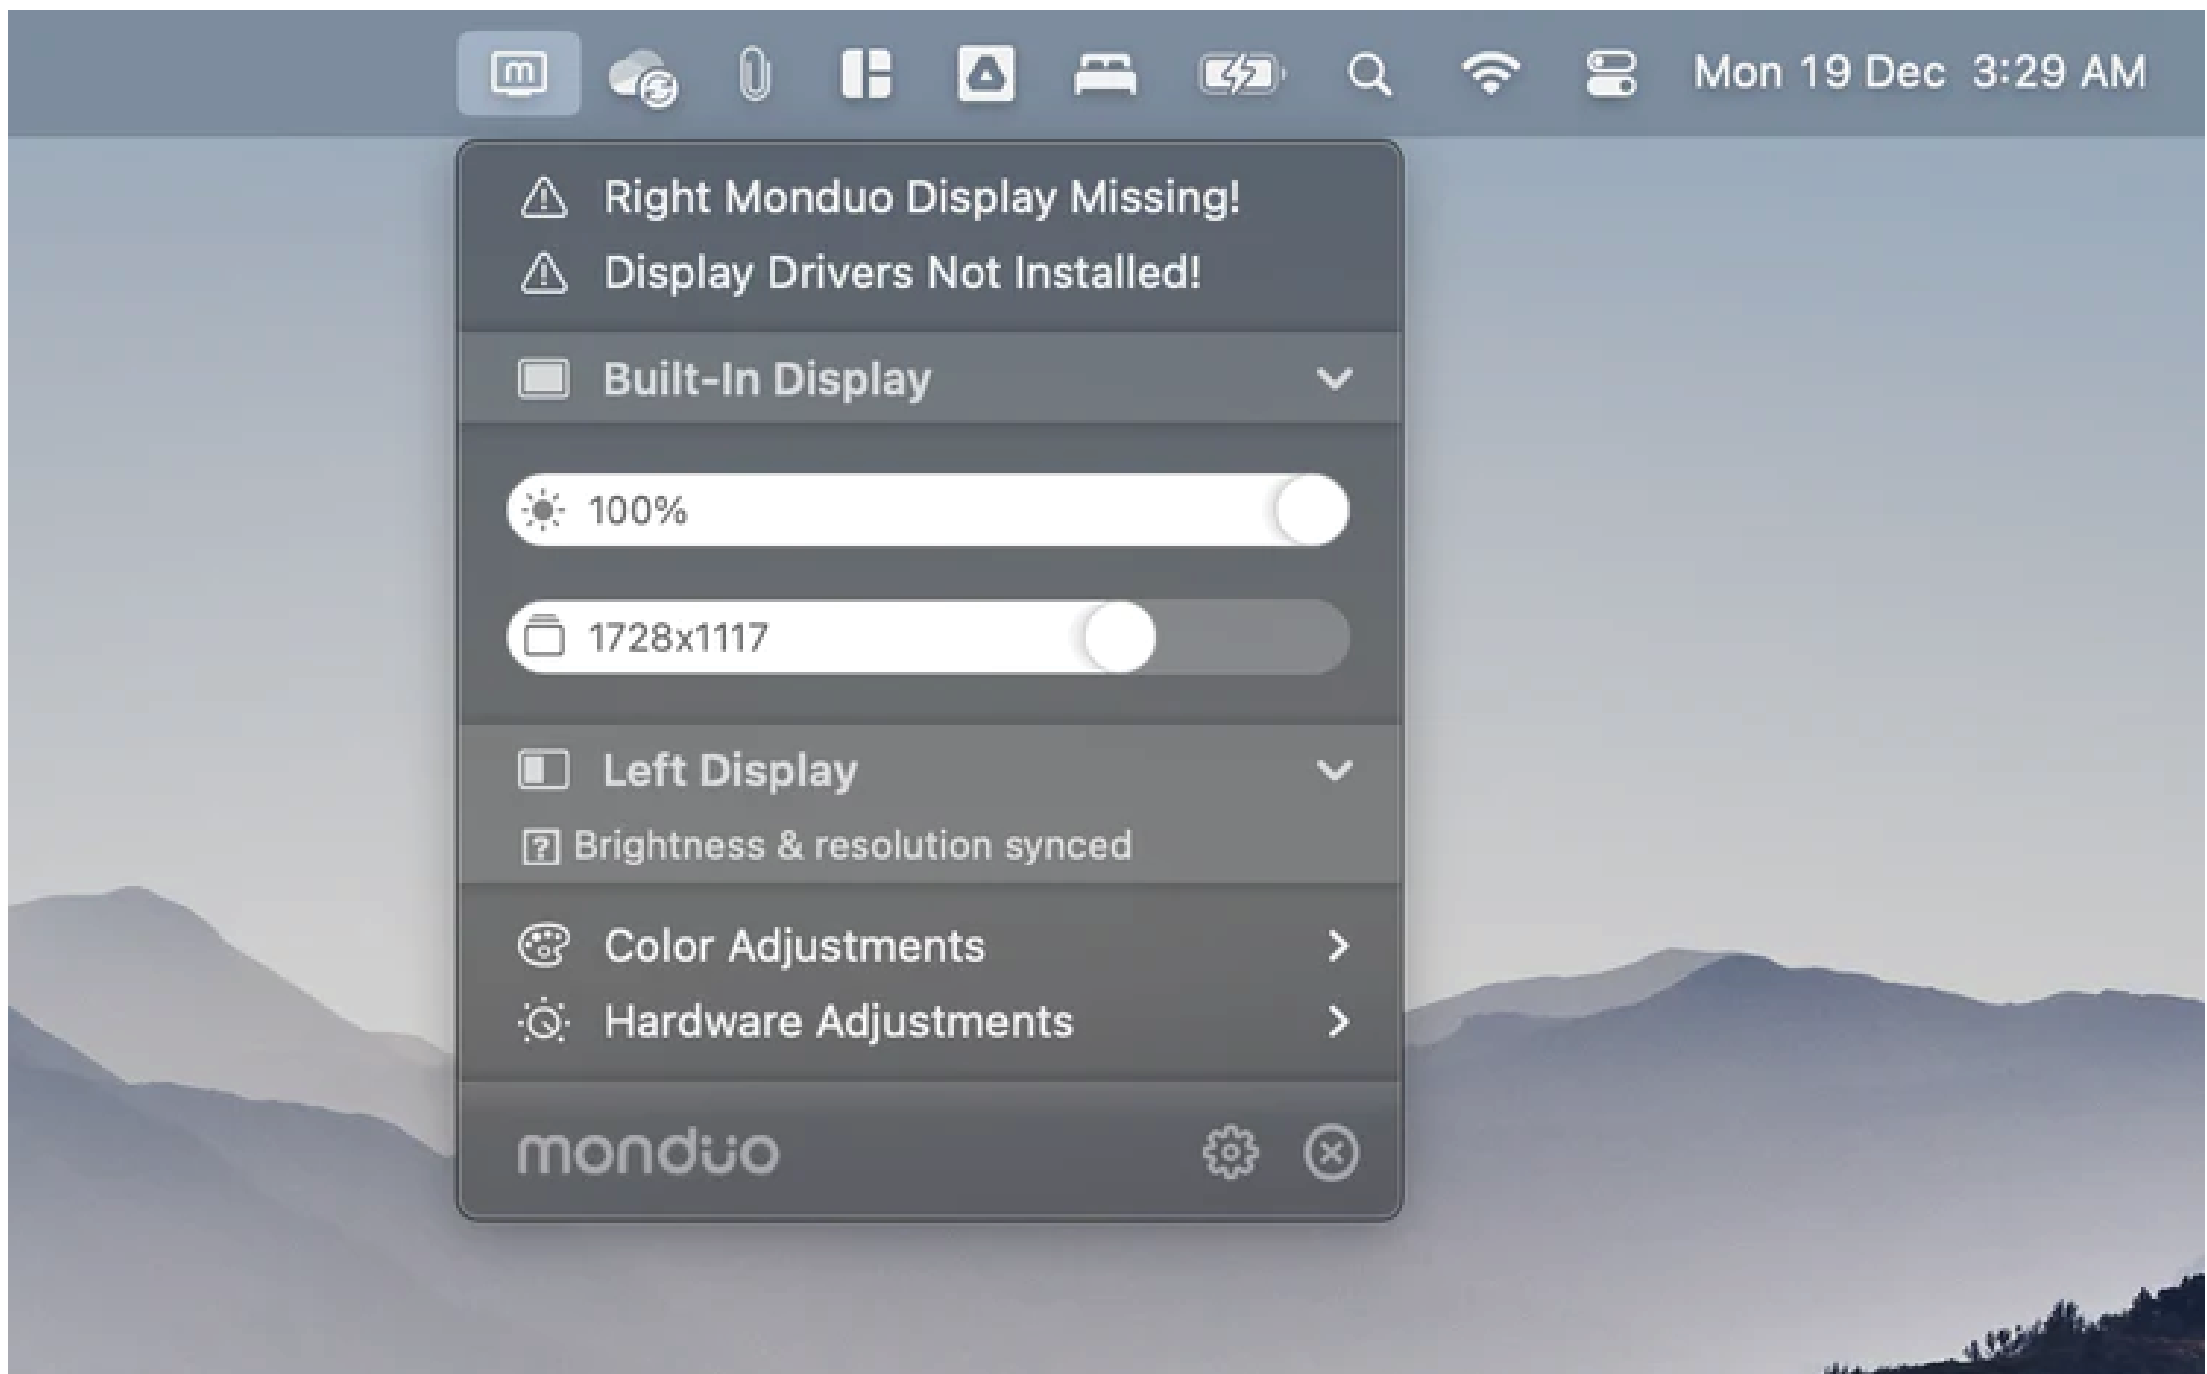 m
Mon 19 Dec 3:29 AM
Right Monduo Display Missing!
Display Drivers Not Installed!
Built-In Display
100%
1728x1117
Left Display
? Brightness & resolution synced
Color Adjustments
Hardware Adjustments
mondüo